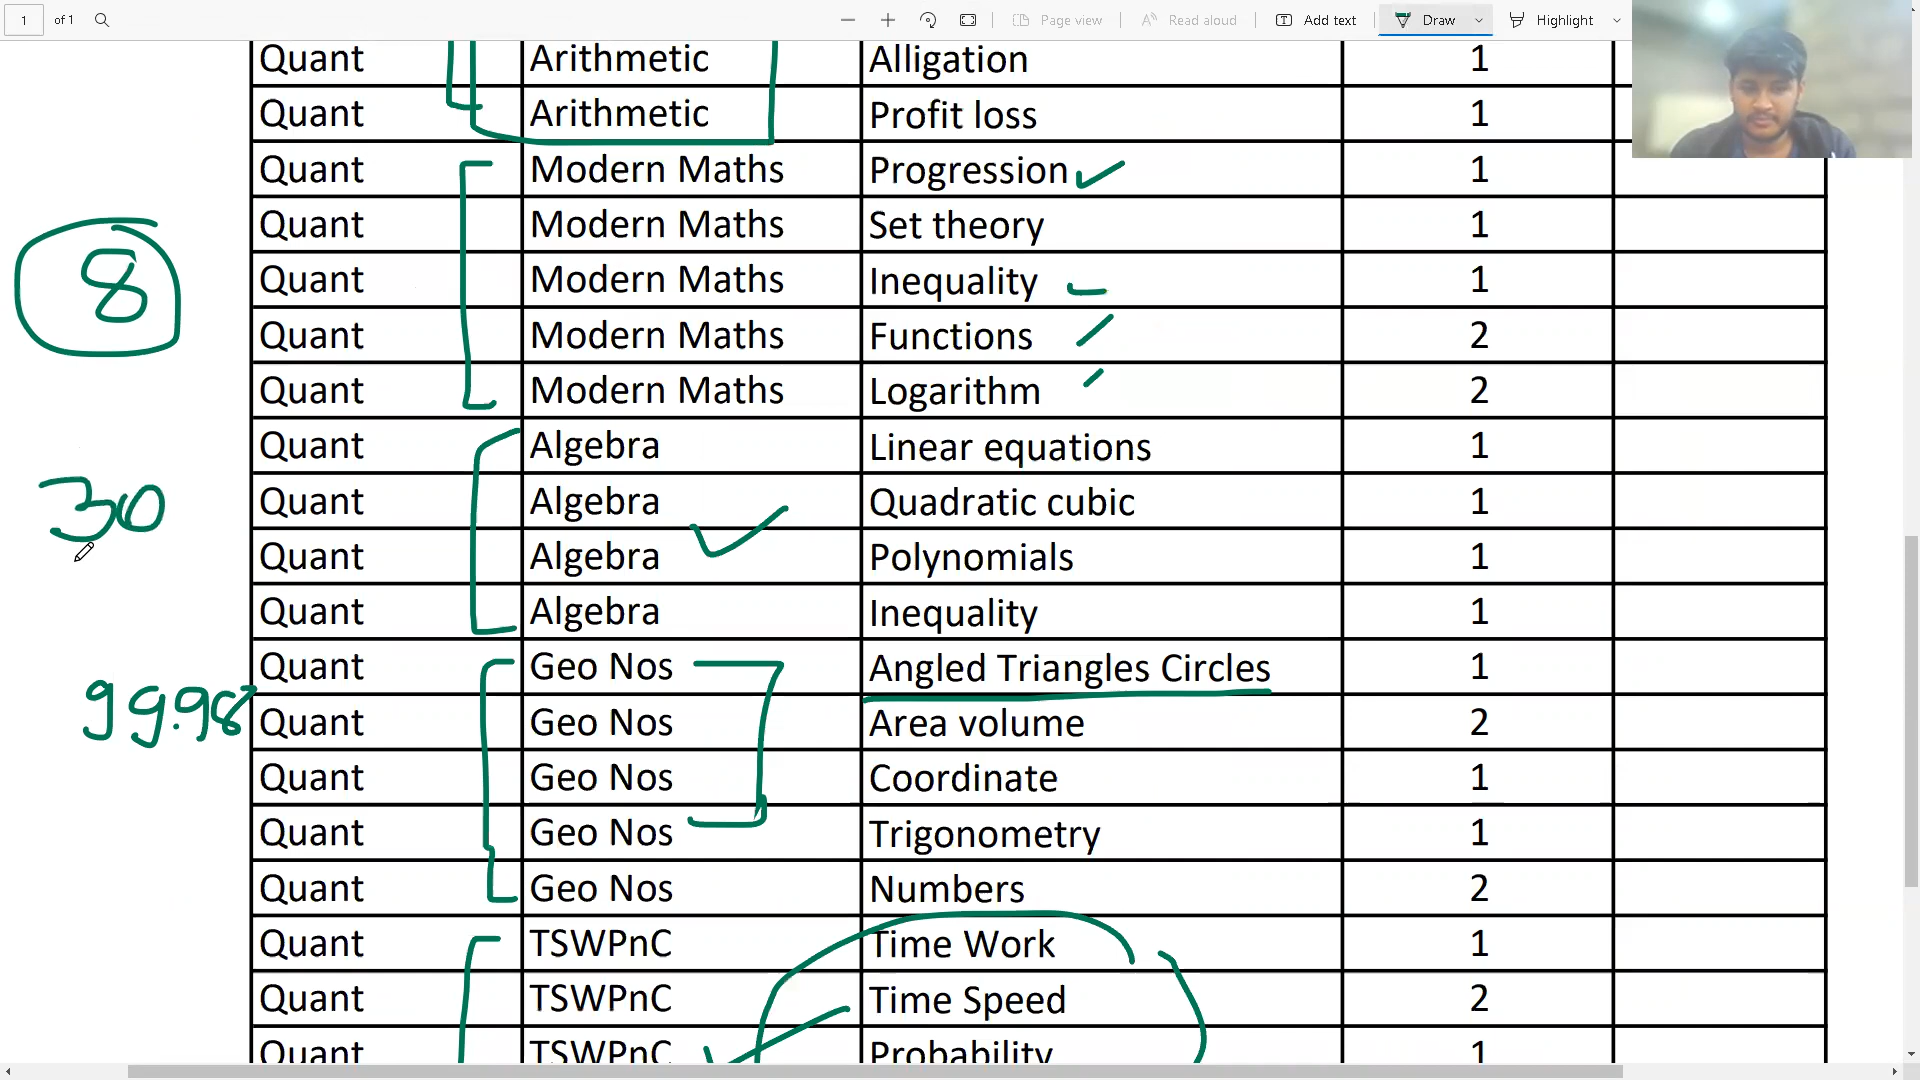 1 of 1 Page view Read aloud Add text Draw Highlight
Quant Arithmetic Alligation 1
Quant Arithmetic Profit loss 1
Quant Modern Maths Progression 1
Quant Modern Maths Set theory 1
8
Quant Modern Maths Inequality 1
Quant Modern Maths Functions 2
Quant Modern Maths Logarithm 2
Quant Algebra Linear equations 1
30
Quant Algebra Quadratic cubic 1
Quant Algebra Polynomials 1
Quant Algebra Inequality 1
Quant Geo Nos Angled Triangles Circles 1
99.98
Quant Geo Nos Area volume 2
Quant Geo Nos Coordinate 1
Quant Geo Nos Trigonometry 1
Quant Geo Nos Numbers 2
Quant TSWPnC Time Work 1
Quant TSWPnC Time Speed 2
Quant TSWPnC Probability 1